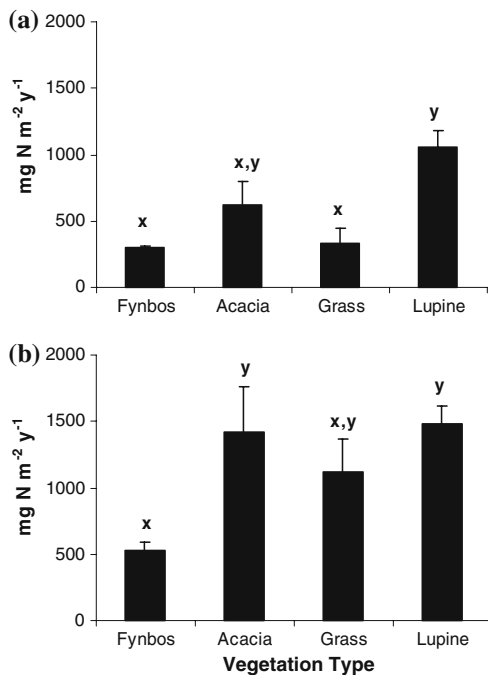 (a)
2000
1500
1000
500
0
mg N m⁻² y⁻¹
x
x,y
x
y
Fynbos Acacia Grass Lupine
(b)
2000
1500
1000
500
0
mg N m⁻² y⁻¹
x
y
x,y
y
Fynbos Acacia Grass Lupine
Vegetation Type